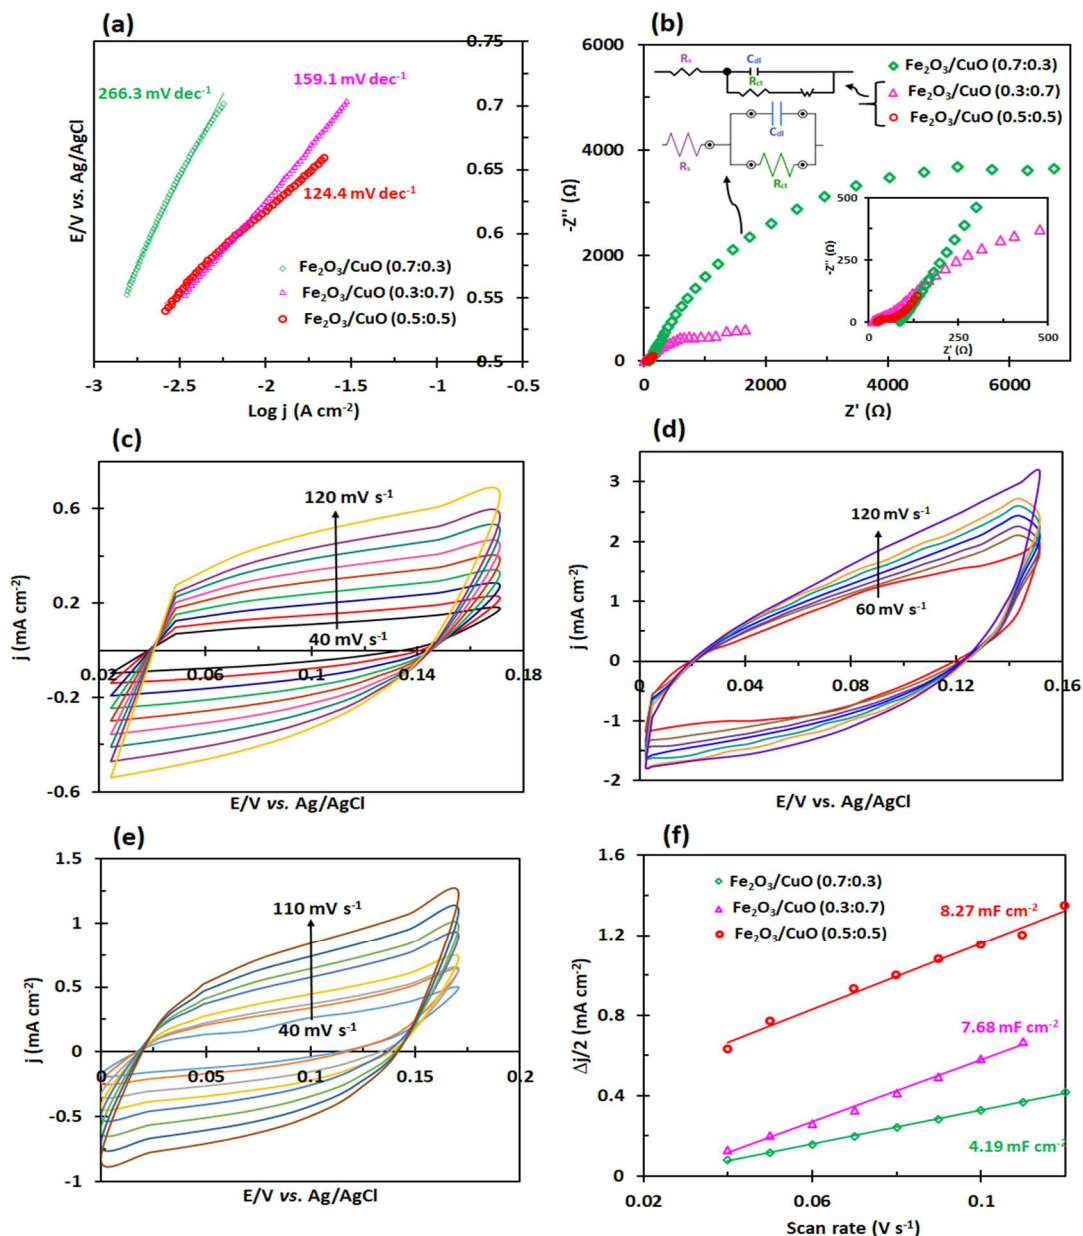 (a)
0.75
0.7
0.65
0.6
0.55
0.5
E/V vs. Ag/AgCl
266.3 mV dec-1
159.1 mV dec-1
124.4 mV dec-1
Fe2O3/CuO (0.7:0.3)
Fe2O3/CuO (0.3:0.7)
Fe2O3/CuO (0.5:0.5)
-3 -2.5 -2 -1.5 -1 -0.5
Log j (A cm-2)
(b)
6000
4000
2000
0
-Z'' (Ω)
Rs
Cdl
Rct
W
Rs
Cdl
Rct
Fe2O3/CuO (0.7:0.3)
Fe2O3/CuO (0.3:0.7)
Fe2O3/CuO (0.5:0.5)
500
250
0
-Z'' (Ω)
0 250 500
Z' (Ω)
0 2000 4000 6000
Z' (Ω)
(c)
0.6
0.2
-0.2
-0.6
j (mA cm-2)
120 mV s-1
40 mV s-1
0.02 0.06 0.1 0.14 0.18
E/V vs. Ag/AgCl
(d)
3
2
1
0
-1
-2
j (mA cm-2)
120 mV s-1
60 mV s-1
0 0.04 0.08 0.12 0.16
E/V vs. Ag/AgCl
(e)
1.5
1
0.5
0
-0.5
-1
j (mA cm-2)
110 mV s-1
40 mV s-1
0 0.05 0.1 0.15 0.2
E/V vs. Ag/AgCl
(f)
1.6
1.2
0.8
0.4
0
Δj/2 (mA cm-2)
Fe2O3/CuO (0.7:0.3)
Fe2O3/CuO (0.3:0.7)
Fe2O3/CuO (0.5:0.5)
8.27 mF cm-2
7.68 mF cm-2
4.19 mF cm-2
0.02 0.06 0.1
Scan rate (V s-1)